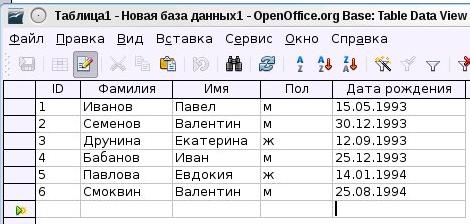 Таблица1 - Новая база данных1 - OpenOffice.org Base: Table Data View
Файл Правка Вид Вставка Сервис Окно Справка
ID Фамилия Имя Пол Дата рождения
1 Иванов Павел м 15.05.1993
2 Семенов Валентин м 30.12.1993
3 Друнина Екатерина ж 12.09.1993
4 Бабанов Иван м 25.12.1993
5 Павлова Евдокия ж 14.01.1994
6 Смоквин Валентин м 25.08.1994